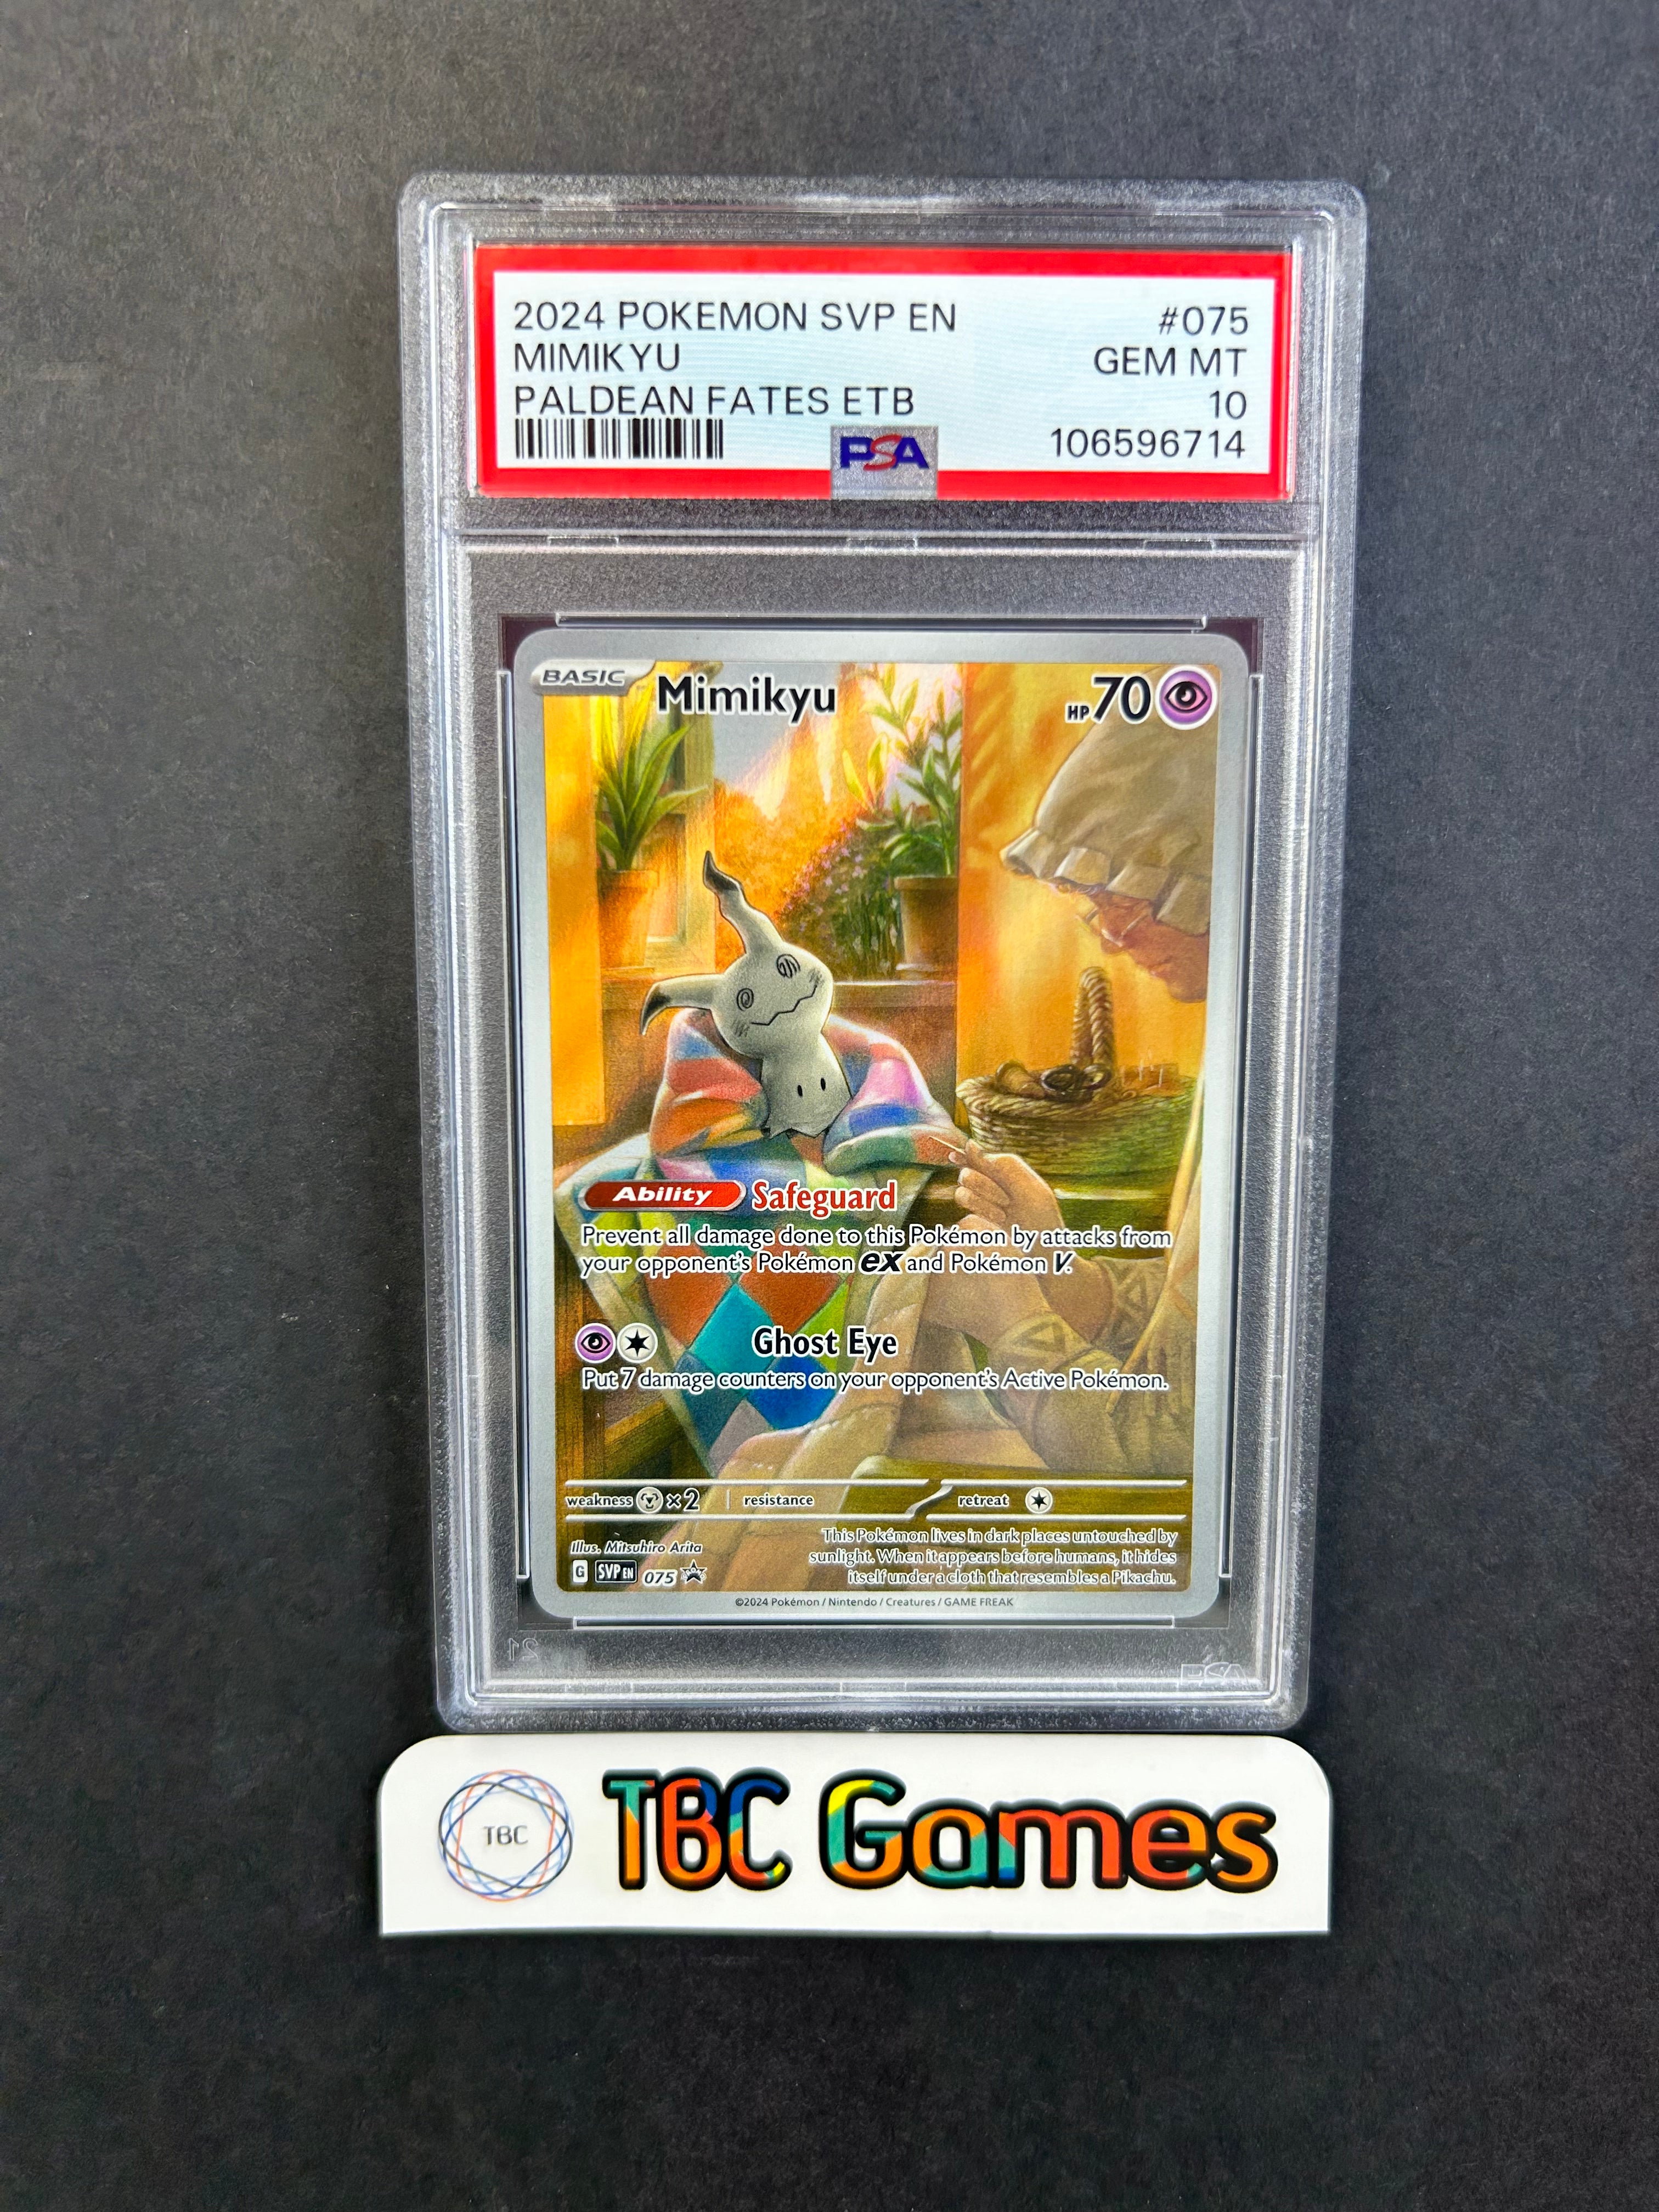 2024 POKEMON SVP EN #075
MIMIKYU GEM MT
PALDEAN FATES ETB 10
PSA 106596714
BASIC Mimikyu HP 70
Ability Safeguard
Prevent all damage done to this Pokémon by attacks from
your opponent's Pokémon ex and Pokémon V.
Ghost Eye
Put 7 damage counters on your opponent's Active Pokémon.
weakness ×2 resistance retreat
Illus. Mitsuhiro Arita
G SVP EN 075
This Pokémon lives in dark places untouched by
sunlight. When it appears before humans, it hides
itself under a cloth that resembles a Pikachu.
©2024 Pokémon / Nintendo / Creatures / GAME FREAK
21 PSA
TBC TBC Games